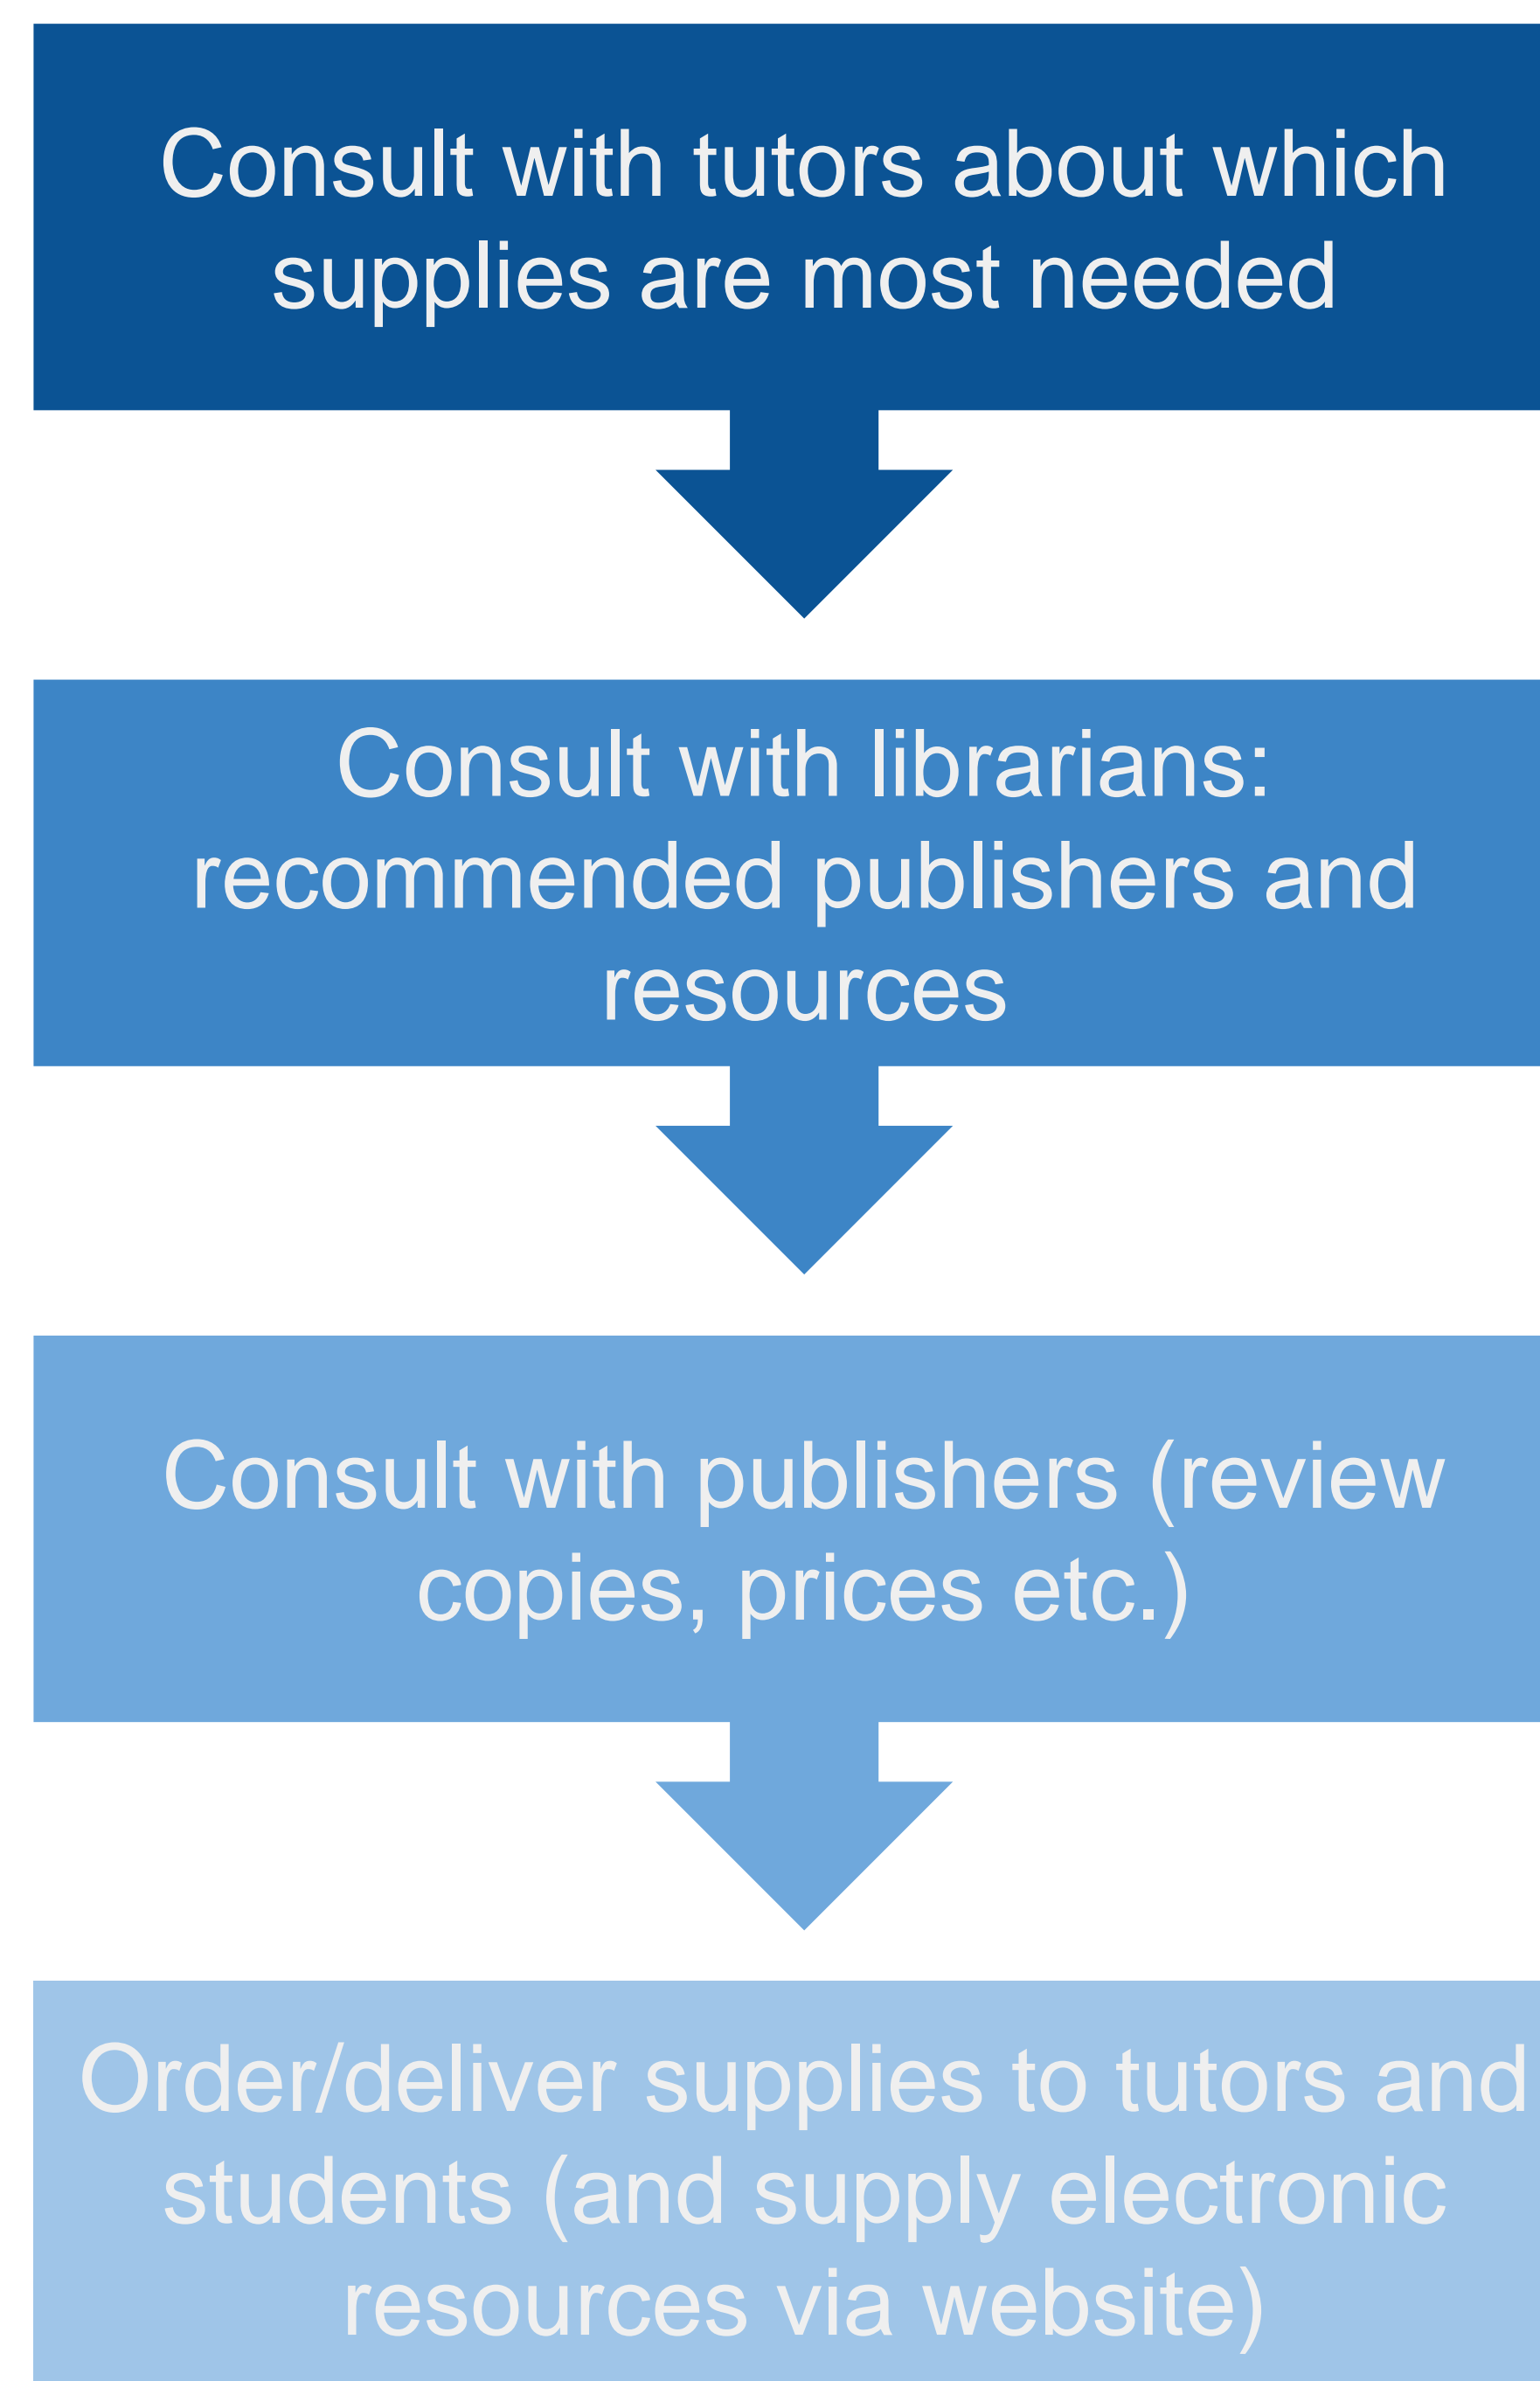 Consult with tutors about which
supplies are most needed
Consult with librarians:
recommended publishers and
resources
Consult with publishers (review
copies, prices etc.)
Order/deliver supplies to tutors and
students (and supply electronic
resources via website)